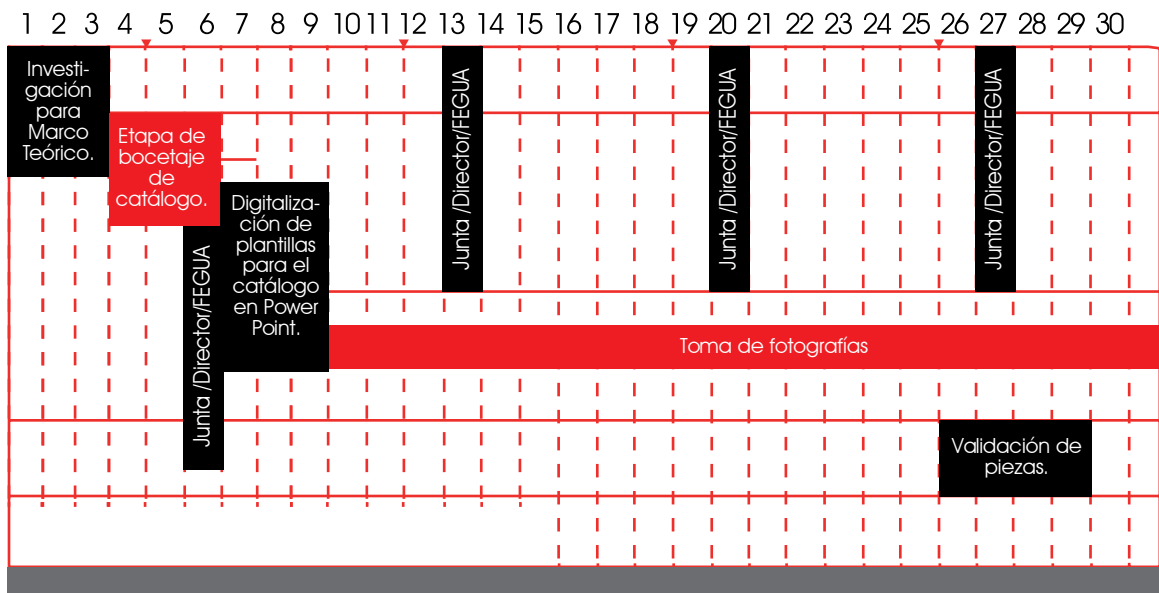 1 2 3 4 5 6 7 8 9 10 11 12 13 14 15 16 17 18 19 20 21 22 23 24 25 26 27 28 29 30
Investi-
gación
para
Marco
Teórico.
Etapa de
bocetaje
de
catálogo.
Junta /Director/FEGUA
Digitaliza-
ción de
plantillas
para el
catálogo
en Power
Point.
Junta /Director/FEGUA
Junta /Director/FEGUA
Junta /Director/FEGUA
Toma de fotografías
Validación de
piezas.